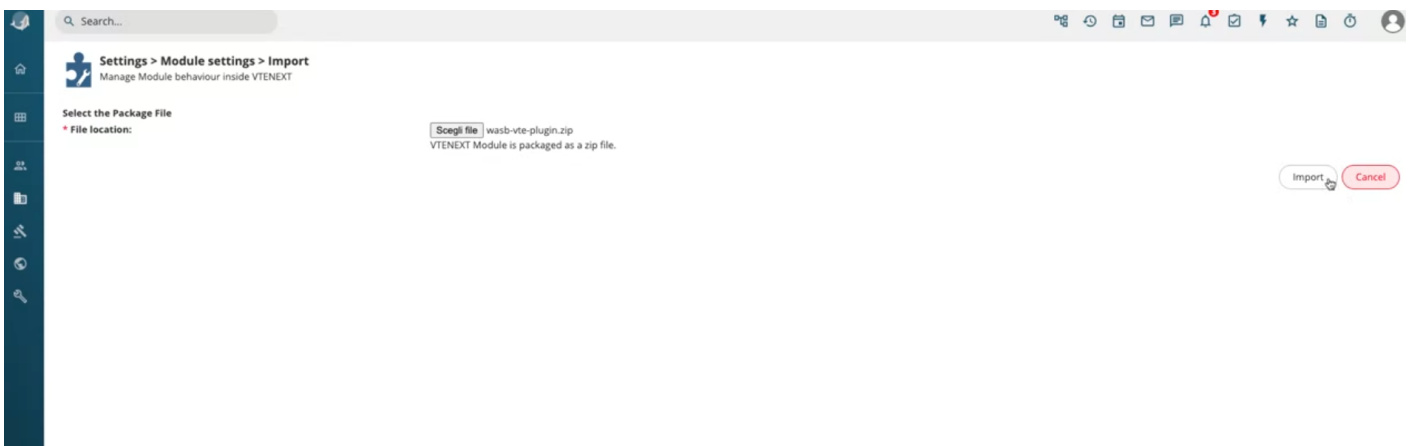 Search...
Settings > Module settings > Import
Manage Module behaviour inside VTENEXT
Select the Package File
* File location:
Scegli file wasb-vte-plugin.zip
VTENEXT Module is packaged as a zip file.
Import Cancel